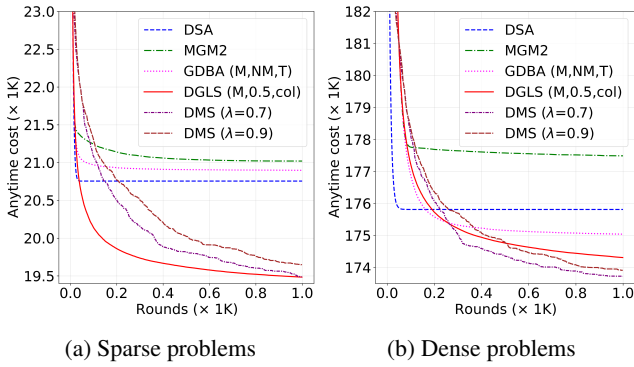 23.0
22.5
22.0
21.5
21.0
20.5
20.0
19.5
Anytime cost (× 1K)
DSA
MGM2
GDBA (M,NM,T)
DGLS (M,0.5,col)
DMS (λ=0.7)
DMS (λ=0.9)
0.0 0.2 0.4 0.6 0.8 1.0
Rounds (× 1K)
(a) Sparse problems
182
181
180
179
178
177
176
175
174
Anytime cost (× 1K)
DSA
MGM2
GDBA (M,NM,T)
DGLS (M,0.5,col)
DMS (λ=0.7)
DMS (λ=0.9)
0.0 0.2 0.4 0.6 0.8 1.0
Rounds (× 1K)
(b) Dense problems